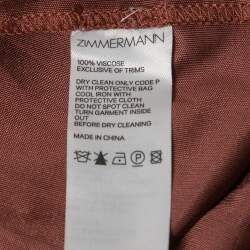 ZIMMERMANN
100% VISCOSE
EXCLUSIVE OF TRIMS
DRY CLEAN ONLY CODE P
WITH PROTECTIVE BAG
COOL IRON WITH
PROTECTIVE CLOTH
DO NOT SPOT CLEAN
TURN GARMENT INSIDE
OUT
BEFORE DRY CLEANING
MADE IN CHINA